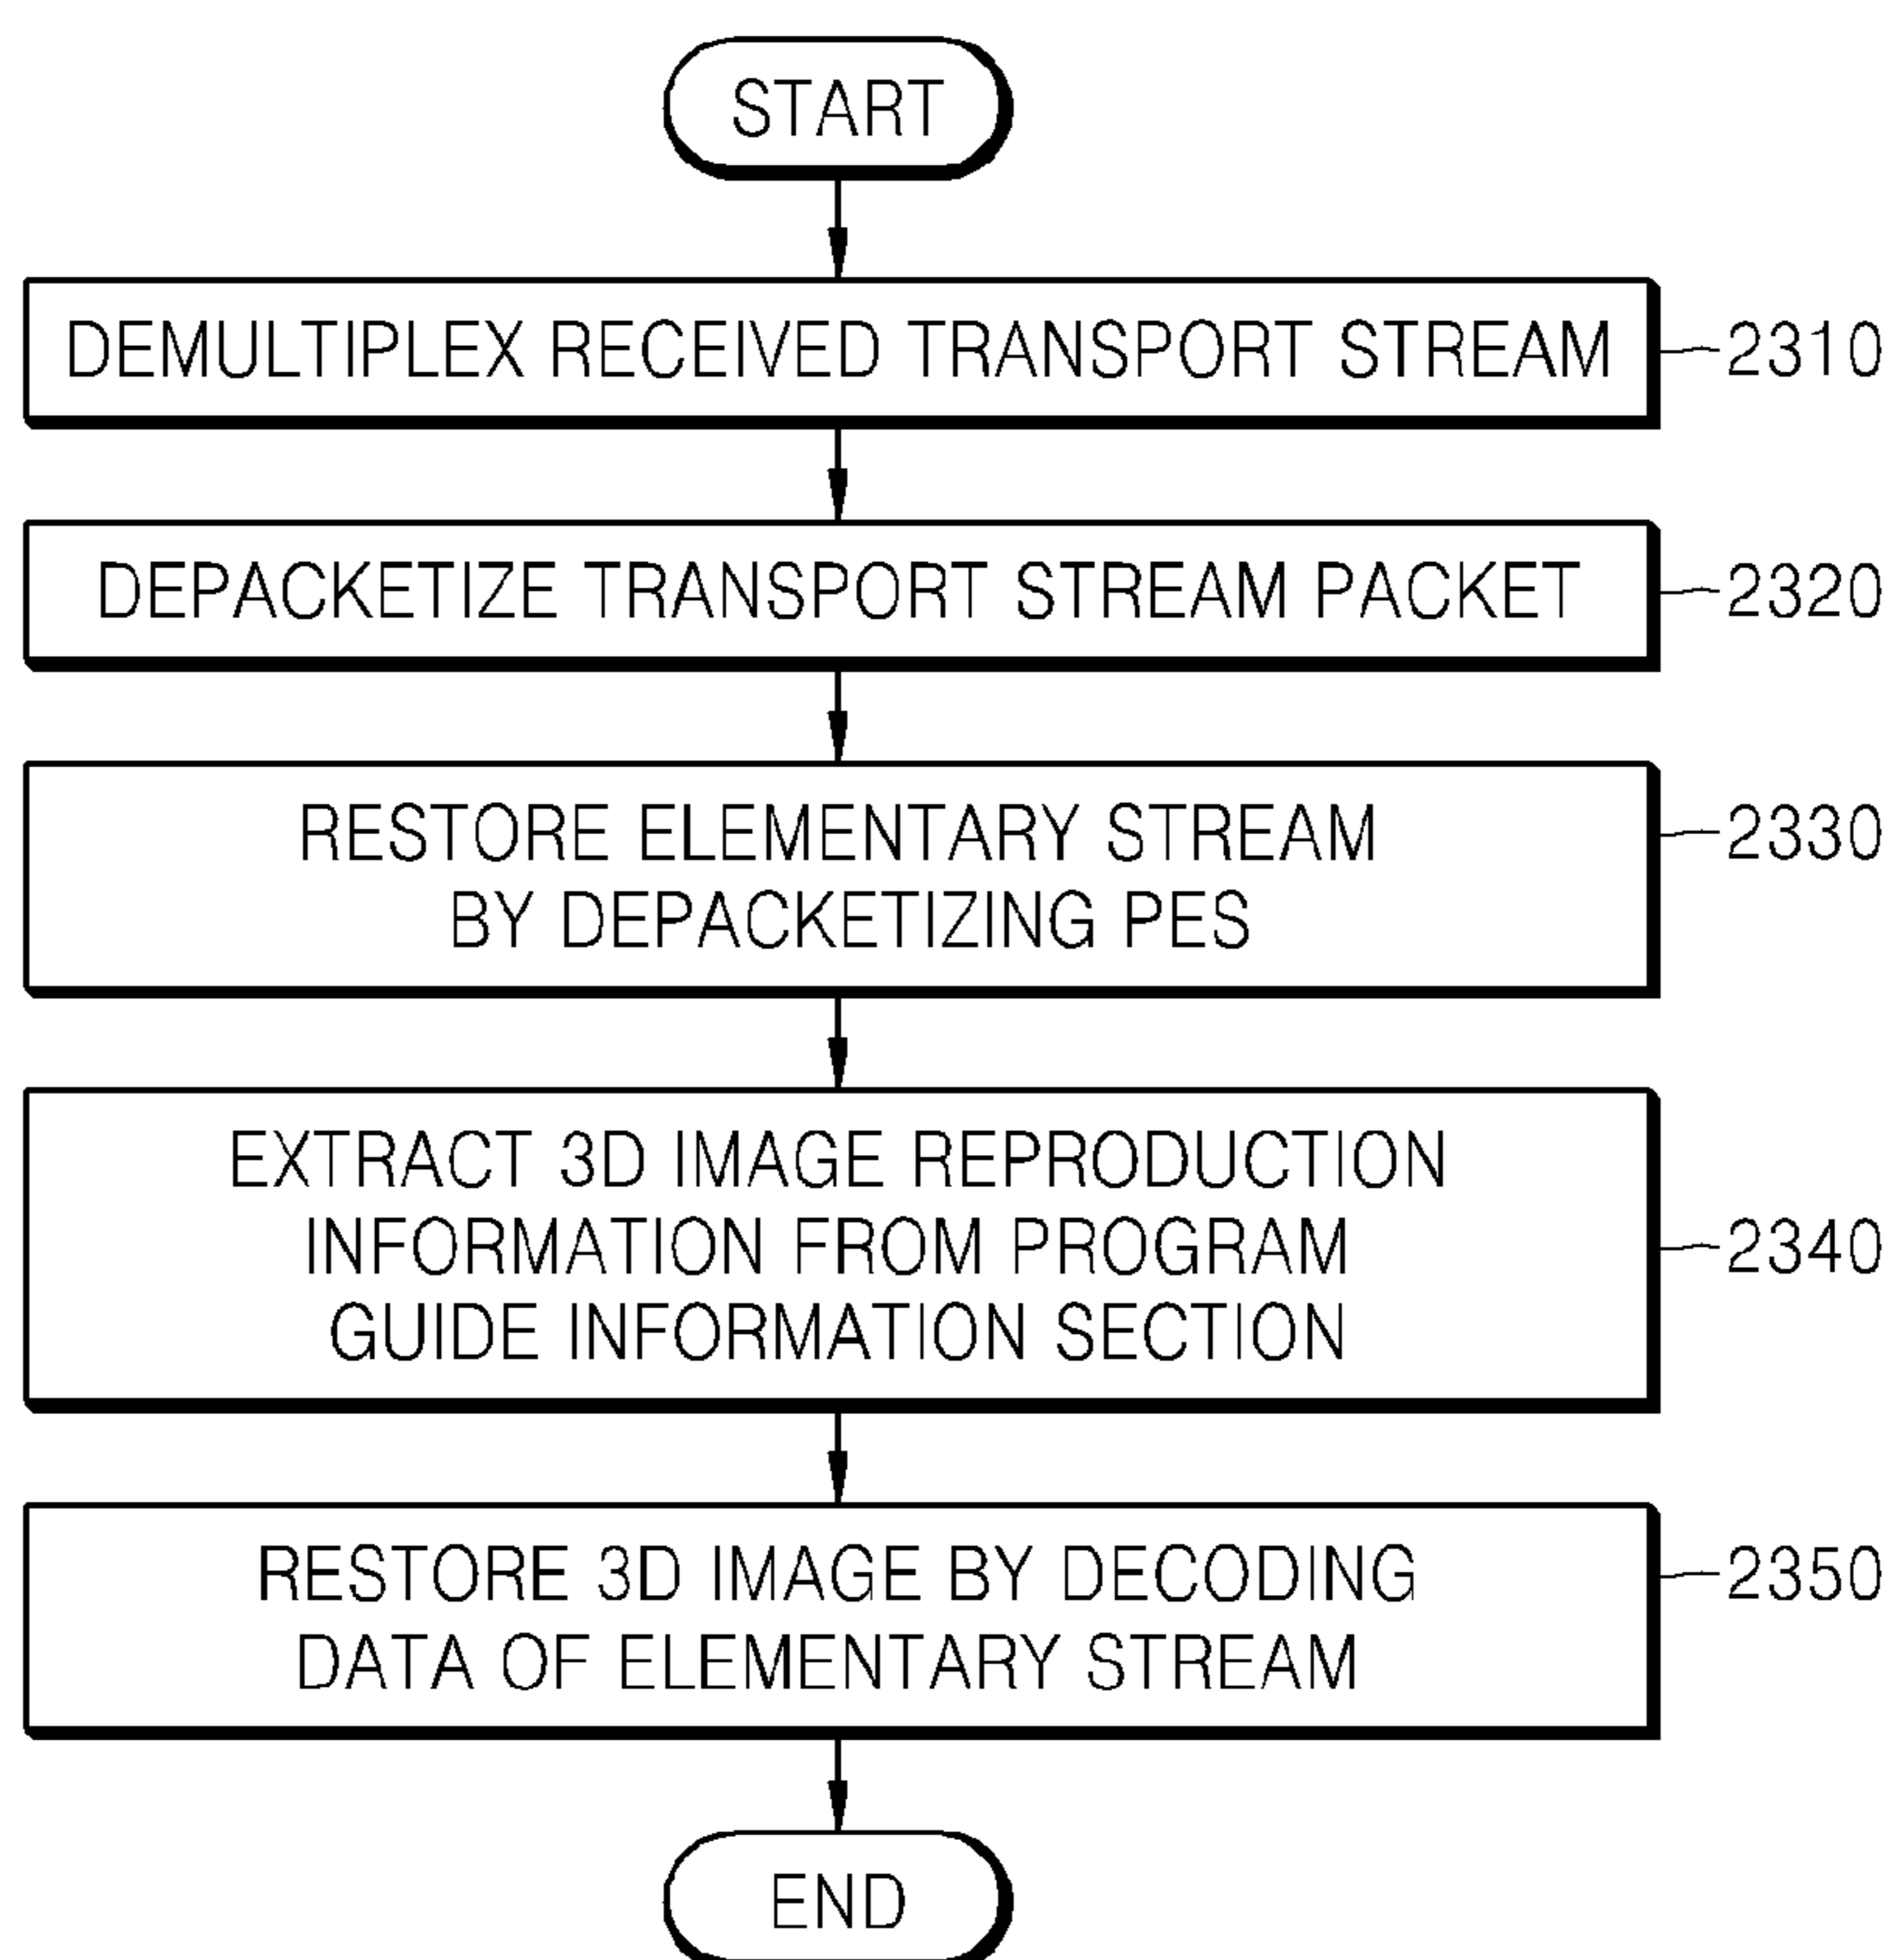 START
DEMULTIPLEX RECEIVED TRANSPORT STREAM
2310
DEPACKETIZE TRANSPORT STREAM PACKET
2320
RESTORE ELEMENTARY STREAM
BY DEPACKETIZING PES
2330
EXTRACT 3D IMAGE REPRODUCTION
INFORMATION FROM PROGRAM
GUIDE INFORMATION SECTION
2340
RESTORE 3D IMAGE BY DECODING
DATA OF ELEMENTARY STREAM
2350
END